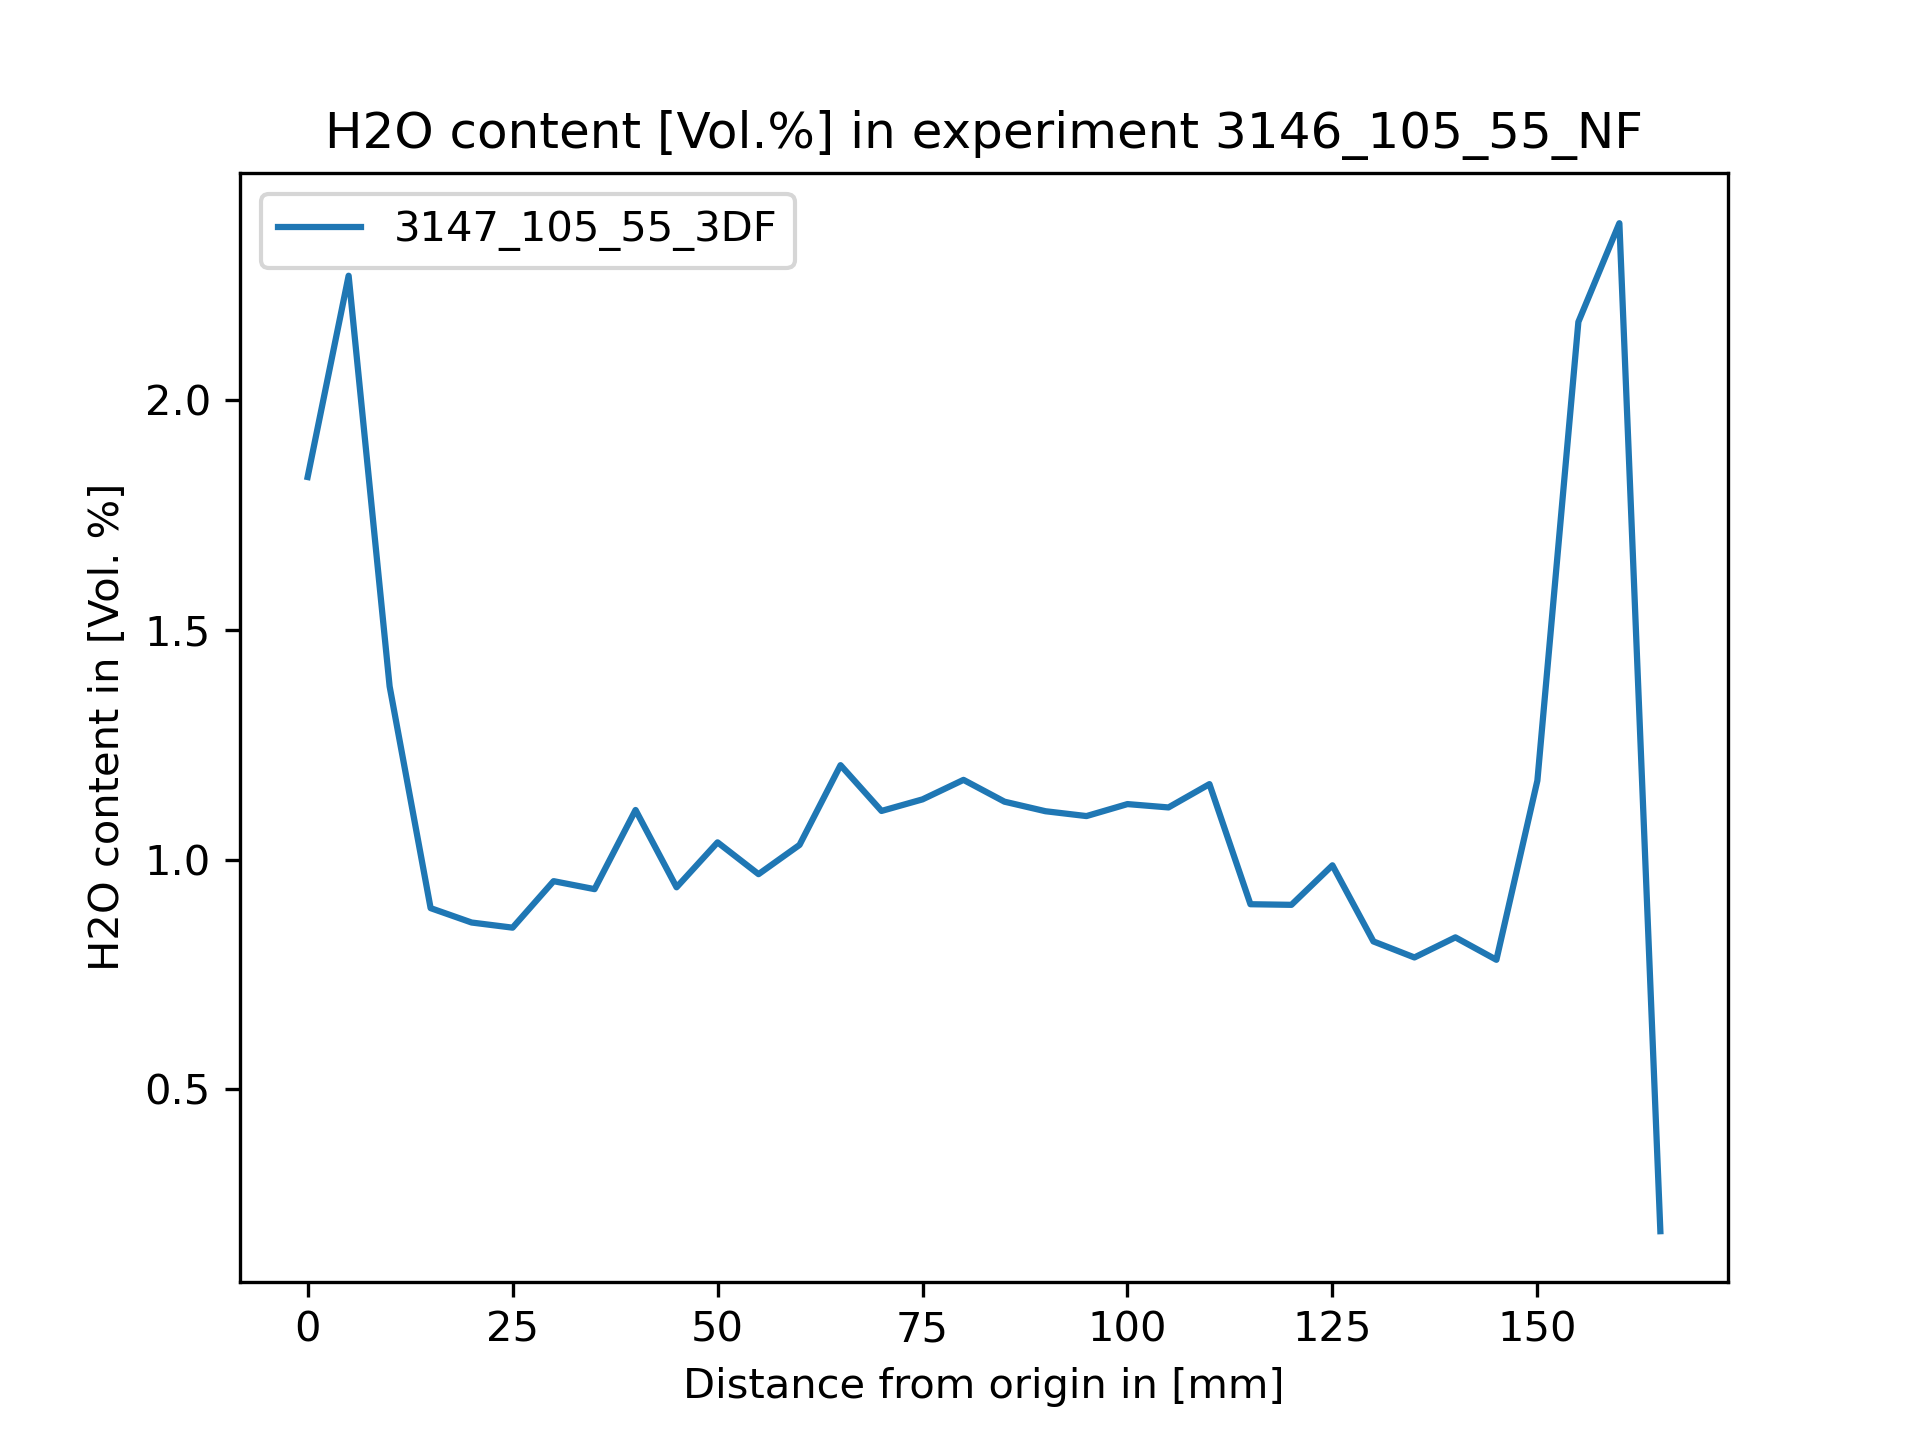 H2O content [Vol.%] in experiment 3146_105_55_NF
3147_105_55_3DF
H2O content in [Vol. %]
2.0
1.5
1.0
0.5
0 25 50 75 100 125 150
Distance from origin in [mm]